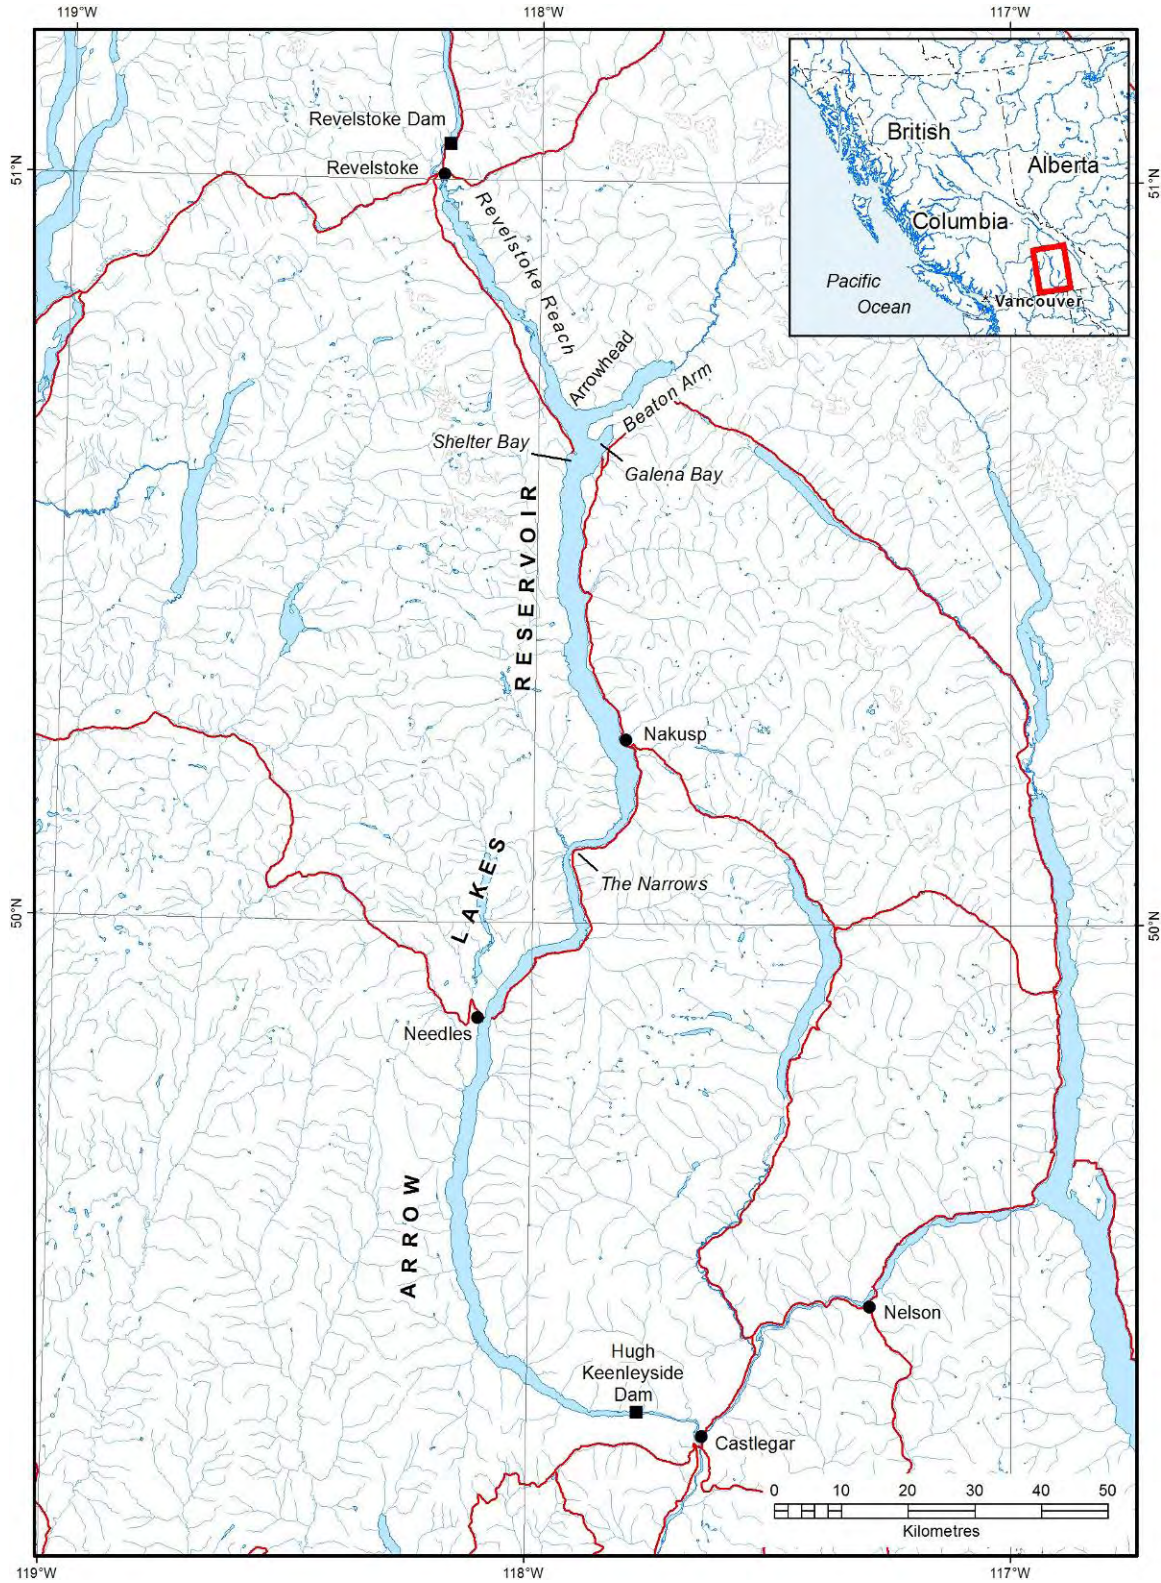 119°W
118°W
117°W
Revelstoke Dam
Revelstoke
51°N
51°N
British
Alberta
Columbia
Pacific
Ocean
Vancouver
Revelstoke Reach
Arrowhead
Beaton Arm
Shelter Bay
Galena Bay
RESERVOIR
Nakusp
LAKES
The Narrows
50°N
50°N
Needles
ARROW
Nelson
Hugh
Keenleyside
Dam
Castlegar
0 10 20 30 40 50
Kilometres
119°W
118°W
117°W